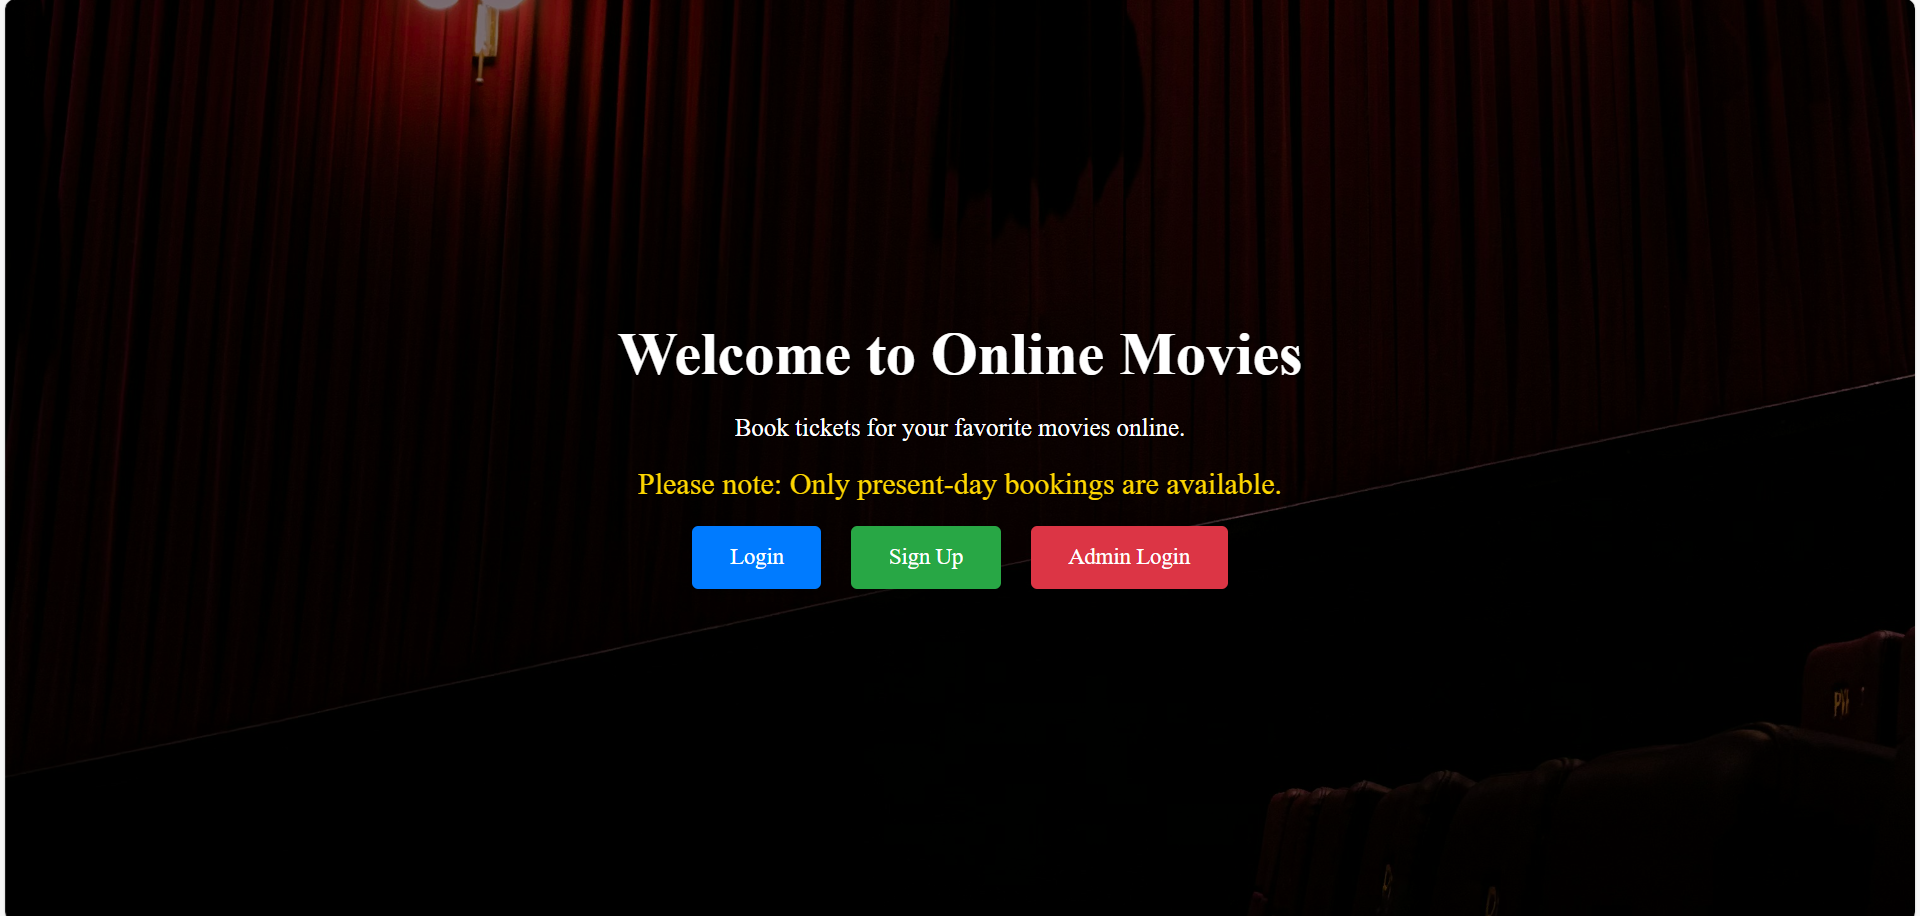 Welcome to Online Movies
Book tickets for your favorite movies online.
Please note: Only present-day bookings are available.
Login
Sign Up
Admin Login